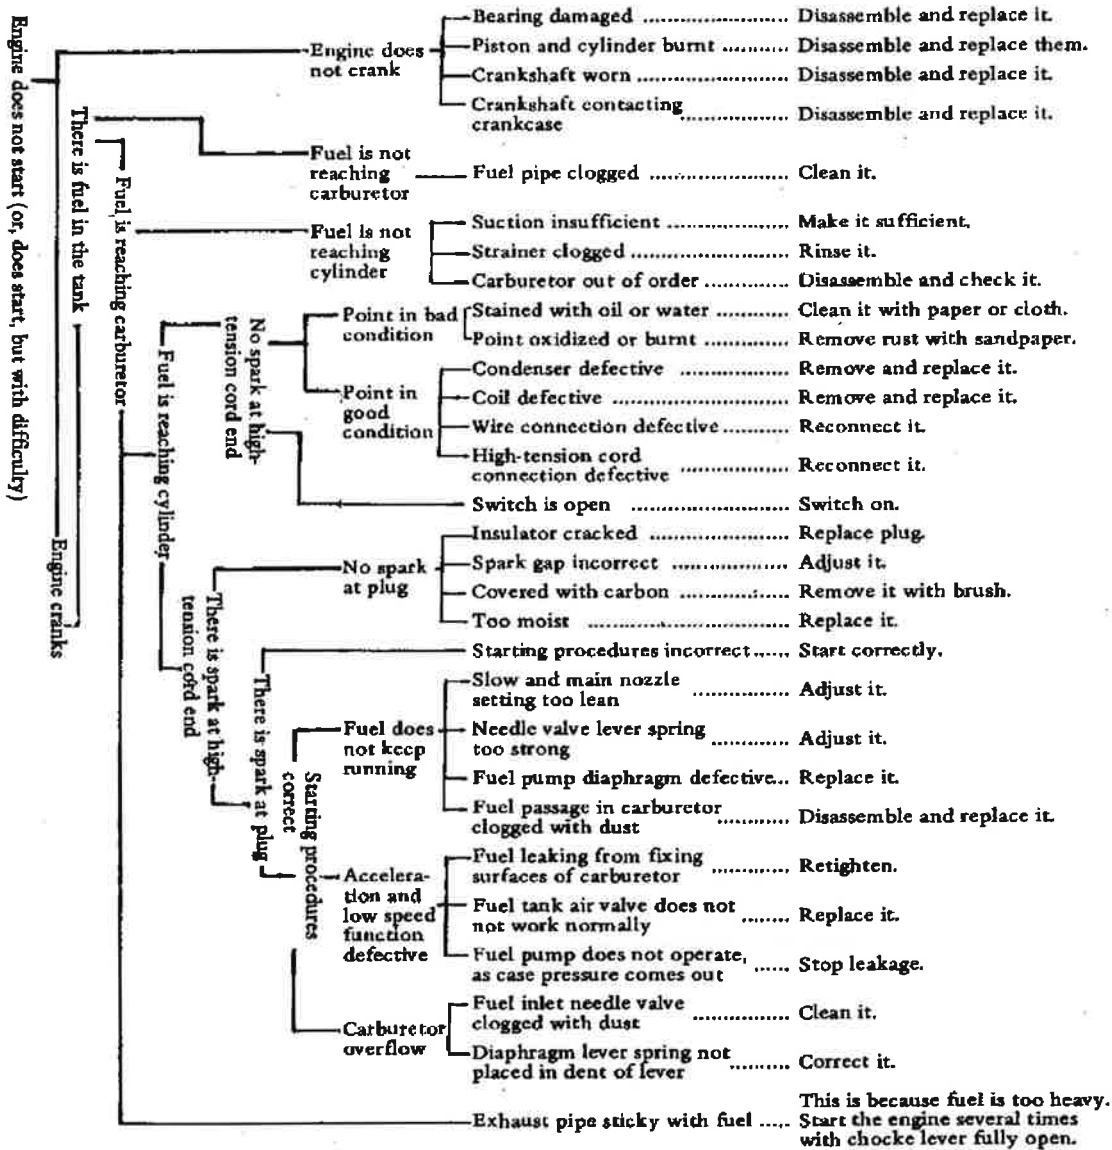 Engine does not start (or, does start, but with difficulty)
Engine cranks
There is fuel in the tank
Fuel is reaching carburetor
Engine does
not crank
Bearing damaged .................. Disassemble and replace it.
Piston and cylinder burnt ........... Disassemble and replace them.
Crankshaft worn .................. Disassemble and replace it.
Crankshaft contacting
crankcase .................. Disassemble and replace it.
Fuel is not
reaching
carburetor
Fuel pipe clogged .................. Clean it.
Fuel is not
reaching
cylinder
Suction insufficient .................. Make it sufficient.
Strainer clogged .................. Rinse it.
Carburetor out of order ............. Disassemble and check it.
Fuel is reaching cylinder
No spark at high-
tension cord end
Point in bad
condition
Stained with oil or water ........... Clean it with paper or cloth.
Point oxidized or burnt ............. Remove rust with sandpaper.
Point in
good
condition
Condenser defective .................. Remove and replace it.
Coil defective .................. Remove and replace it.
Wire connection defective ........... Reconnect it.
High-tension cord
connection defective .................. Reconnect it.
Switch is open .................. Switch on.
There is spark at high-
tension cord end
No spark
at plug
Insulator cracked .................. Replace plug.
Spark gap incorrect .................. Adjust it.
Covered with carbon .................. Remove it with brush.
Too moist .................. Replace it.
There is spark at plug
Starting procedures incorrect ...... Start correctly.
Starting procedures
correct
Fuel does
not keep
running
Slow and main nozzle
setting too lean .............. Adjust it.
Needle valve lever spring
too strong ............. Adjust it.
Fuel pump diaphragm defective... Replace it.
Fuel passage in carburetor
clogged with dust .......... Disassemble and replace it.
Accelera-
tion and
low speed
function
defective
Fuel leaking from fixing
surfaces of carburetor ............ Retighten.
Fuel tank air valve does not
not work normally ........ Replace it.
Fuel pump does not operate,
as case pressure comes out ...... Stop leakage.
Carburetor
overflow
Fuel inlet needle valve
clogged with dust .............. Clean it.
Diaphragm lever spring not
placed in dent of lever .......... Correct it.
Exhaust pipe sticky with fuel ..... This is because fuel is too heavy.
Start the engine several times
with chocke lever fully open.